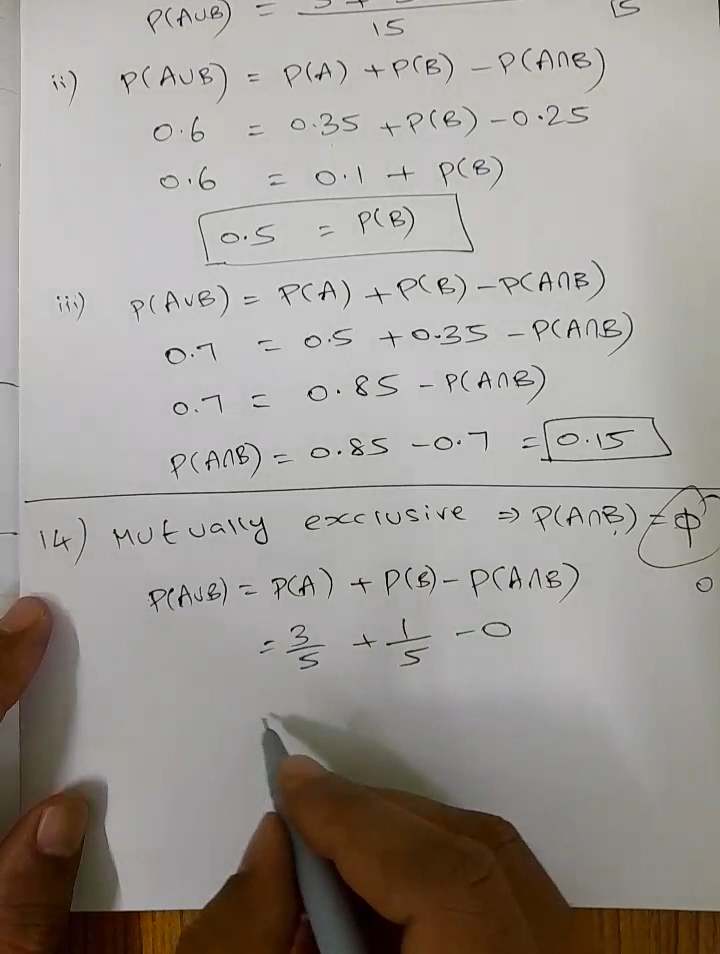 P(A∪B) =
15
ii) P(A∪B) = P(A) + P(B) - P(A∩B)
0.6 = 0.35 + P(B) - 0.25
0.6 = 0.1 + P(B)
0.5 = P(B)
iii) P(A∪B) = P(A) + P(B) - P(A∩B)
0.7 = 0.5 + 0.35 - P(A∩B)
0.7 = 0.85 - P(A∩B)
P(A∩B) = 0.85 - 0.7 = 0.15
14) Mutually exclusive ⇒ P(A∩B) = ϕ
0
P(A∪B) = P(A) + P(B) - P(A∩B)
= 3/5 + 1/5 - 0